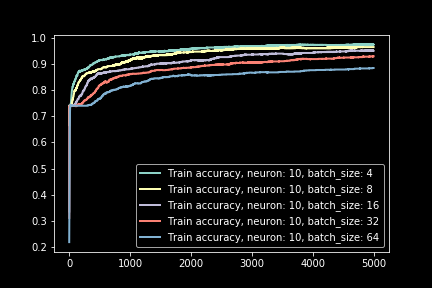 1.0
0.9
0.8
0.7
0.6
0.5
0.4
0.3
0.2
Train accuracy, neuron: 10, batch_size: 4
Train accuracy, neuron: 10, batch_size: 8
Train accuracy, neuron: 10, batch_size: 16
Train accuracy, neuron: 10, batch_size: 32
Train accuracy, neuron: 10, batch_size: 64
0 1000 2000 3000 4000 5000